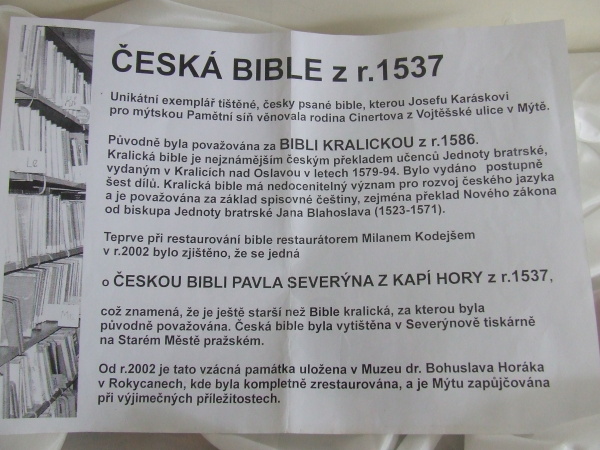 ČESKÁ BIBLE z r.1537
Unikátní exemplář tištěné, česky psané bible, kterou Josefu Karáskovi
pro mýtskou Pamětní síň věnovala rodina Cinertova z Vojtěšské ulice v Mýtě.
Původně byla považována za BIBLI KRALICKOU z r.1586.
Kralická bible je nejznámějším českým překladem učenců Jednoty bratrské,
vydaným v Kralicích nad Oslavou v letech 1579-94. Bylo vydáno postupně
šest dílů. Kralická bible má nedocenitelný význam pro rozvoj českého jazyka
a je považována za základ spisovné češtiny, zejména překlad Nového zákona
od biskupa Jednoty bratrské Jana Blahoslava (1523-1571).
Teprve při restaurování bible restaurátorem Milanem Kodejšem
v r.2002 bylo zjištěno, že se jedná
o ČESKOU BIBLI PAVLA SEVERÝNA Z KAPÍ HORY z r.1537,
což znamená, že je ještě starší než Bible kralická, za kterou byla
původně považována. Česká bible byla vytištěna v Severýnově tiskárně
na Starém Městě pražském.
Od r.2002 je tato vzácná památka uložena v Muzeu dr. Bohuslava Horáka
v Rokycanech, kde byla kompletně zrestaurována, a je Mýtu zapůjčována
při výjimečných příležitostech.